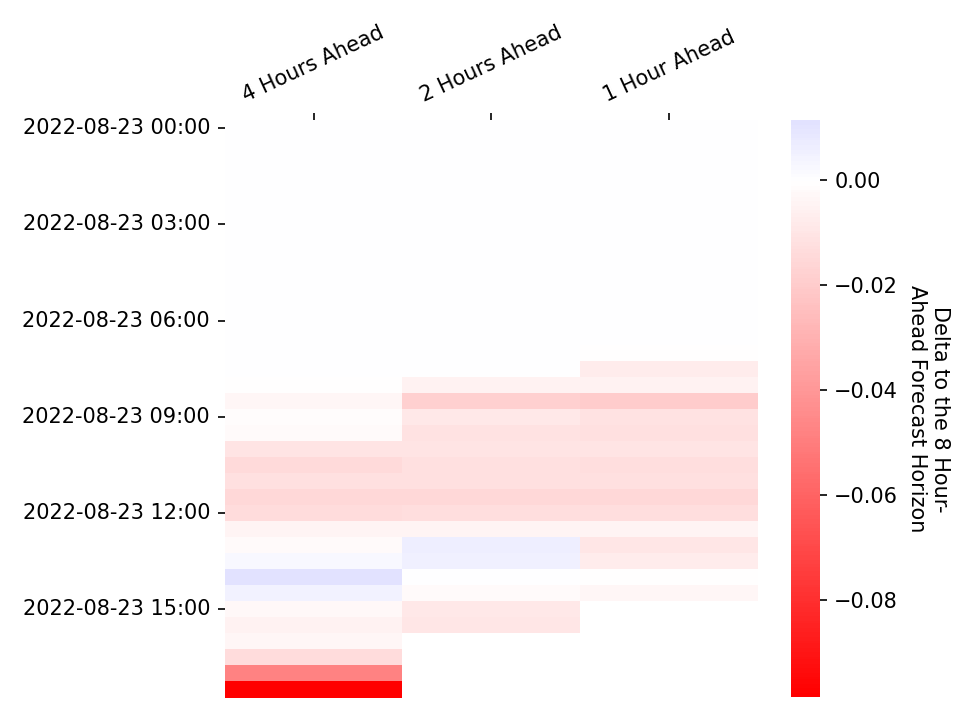 4 Hours Ahead
2 Hours Ahead
1 Hour Ahead
2022-08-23 00:00
2022-08-23 03:00
2022-08-23 06:00
2022-08-23 09:00
2022-08-23 12:00
2022-08-23 15:00
0.00
−0.02
−0.04
−0.06
−0.08
Delta to the 8 Hour-
Ahead Forecast Horizon